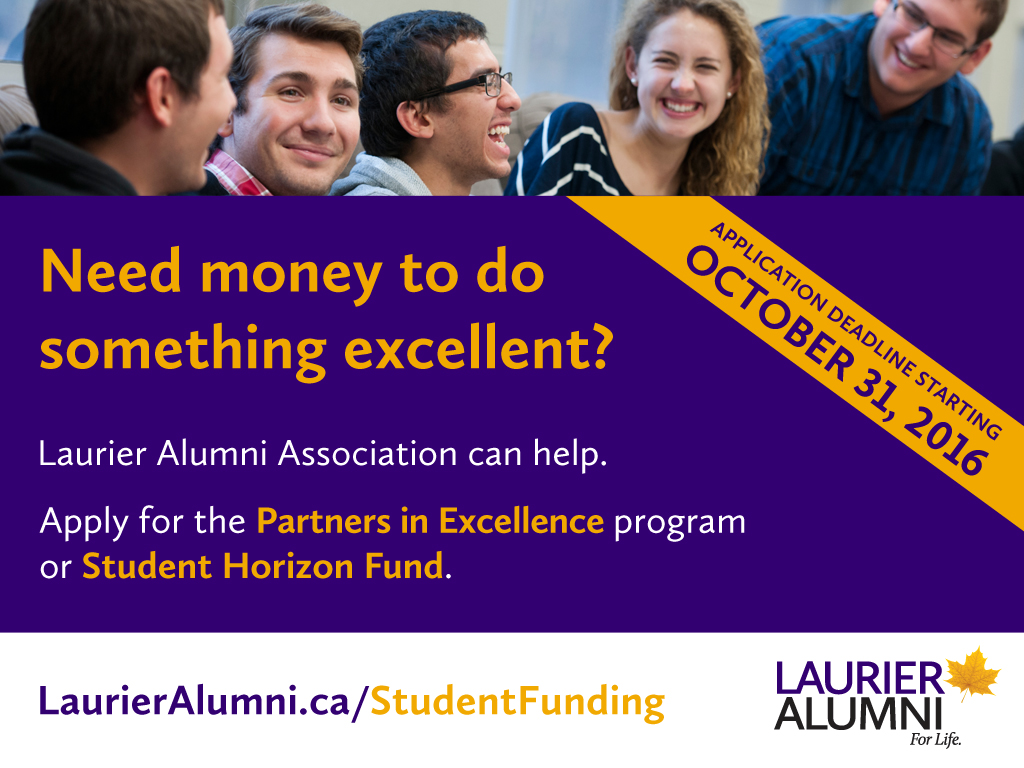 Need money to do
something excellent?
APPLICATION DEADLINE STARTING
OCTOBER 31, 2016
Laurier Alumni Association can help.
Apply for the Partners in Excellence program
or Student Horizon Fund.
LaurierAlumni.ca/StudentFunding
LAURIER
ALUMNI
For Life.